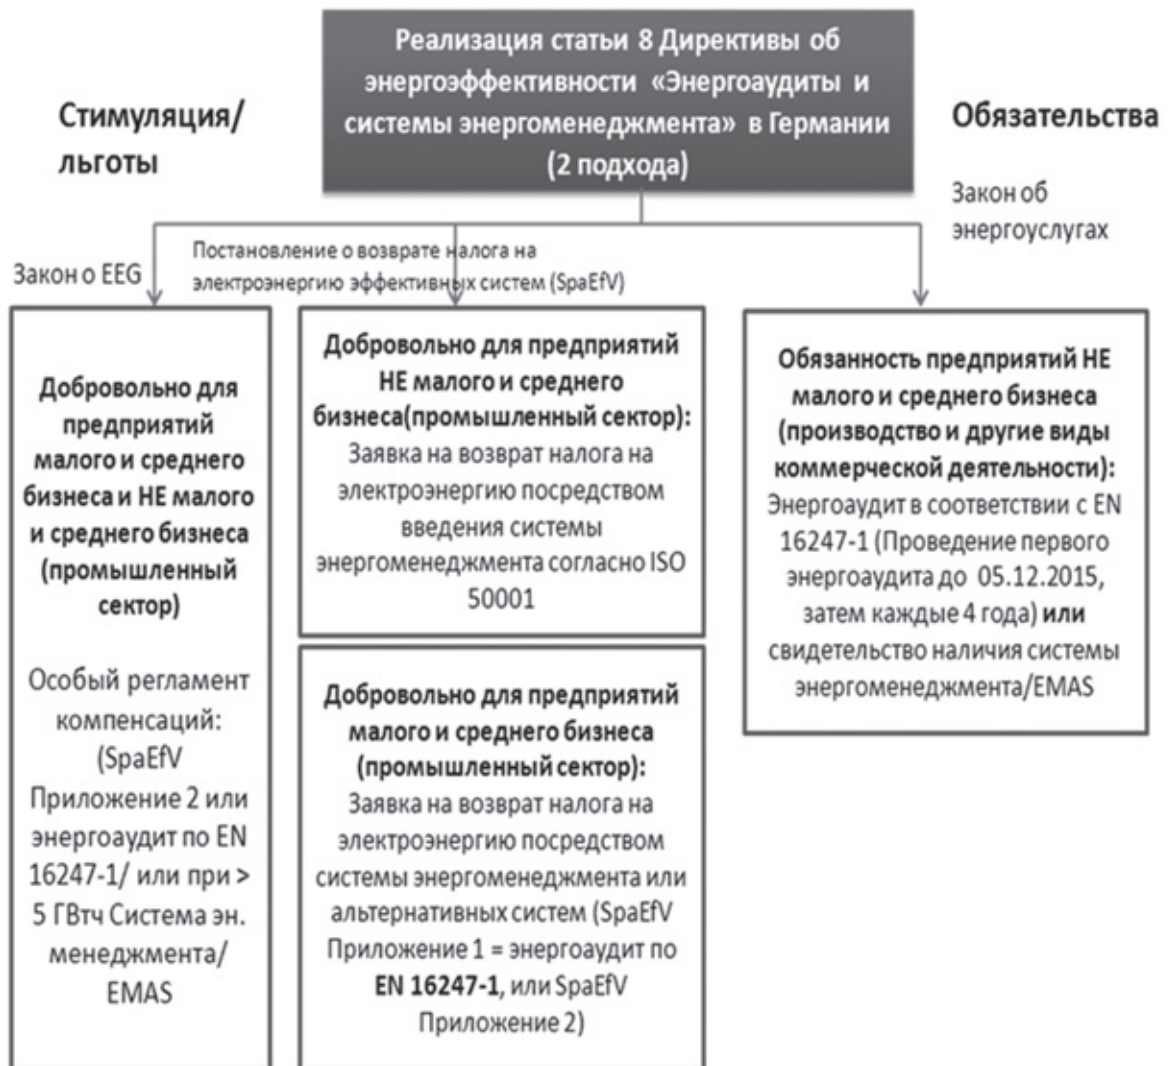 Реализация статьи 8 Директивы об
энергоэффективности «Энергоаудиты и
системы энергоменеджмента» в Германии
(2 подхода)
Стимуляция/
льготы
Обязательства
Закон об
энергоуслугах
Закон о EEG
Постановление о возврате налога на
электроэнергию эффективных систем (SpaEfV)
Добровольно для
предприятий
малого и среднего
бизнеса и НЕ малого
и среднего бизнеса
(промышленный
сектор)
Особый регламент
компенсаций:
(SpaEfV
Приложение 2 или
энергоаудит по EN
16247-1/ или при >
5 ГВтч Система эн.
менеджмента/
EMAS
Добровольно для предприятий
НЕ малого и среднего
бизнеса(промышленный сектор):
Заявка на возврат налога на
электроэнергию посредством
введения системы
энергоменеджмента согласно ISO
50001
Добровольно для предприятий
малого и среднего бизнеса
(промышленный сектор):
Заявка на возврат налога на
электроэнергию посредством
системы энергоменеджмента или
альтернативных систем (SpaEfV
Приложение 1 = энергоаудит по
EN 16247-1, или SpaEfV
Приложение 2)
Обязанность предприятий НЕ
малого и среднего бизнеса
(производство и другие виды
коммерческой деятельности):
Энергоаудит в соответствии с EN
16247-1 (Проведение первого
энергоаудита до 05.12.2015,
затем каждые 4 года) или
свидетельство наличия системы
энергоменеджмента/EMAS